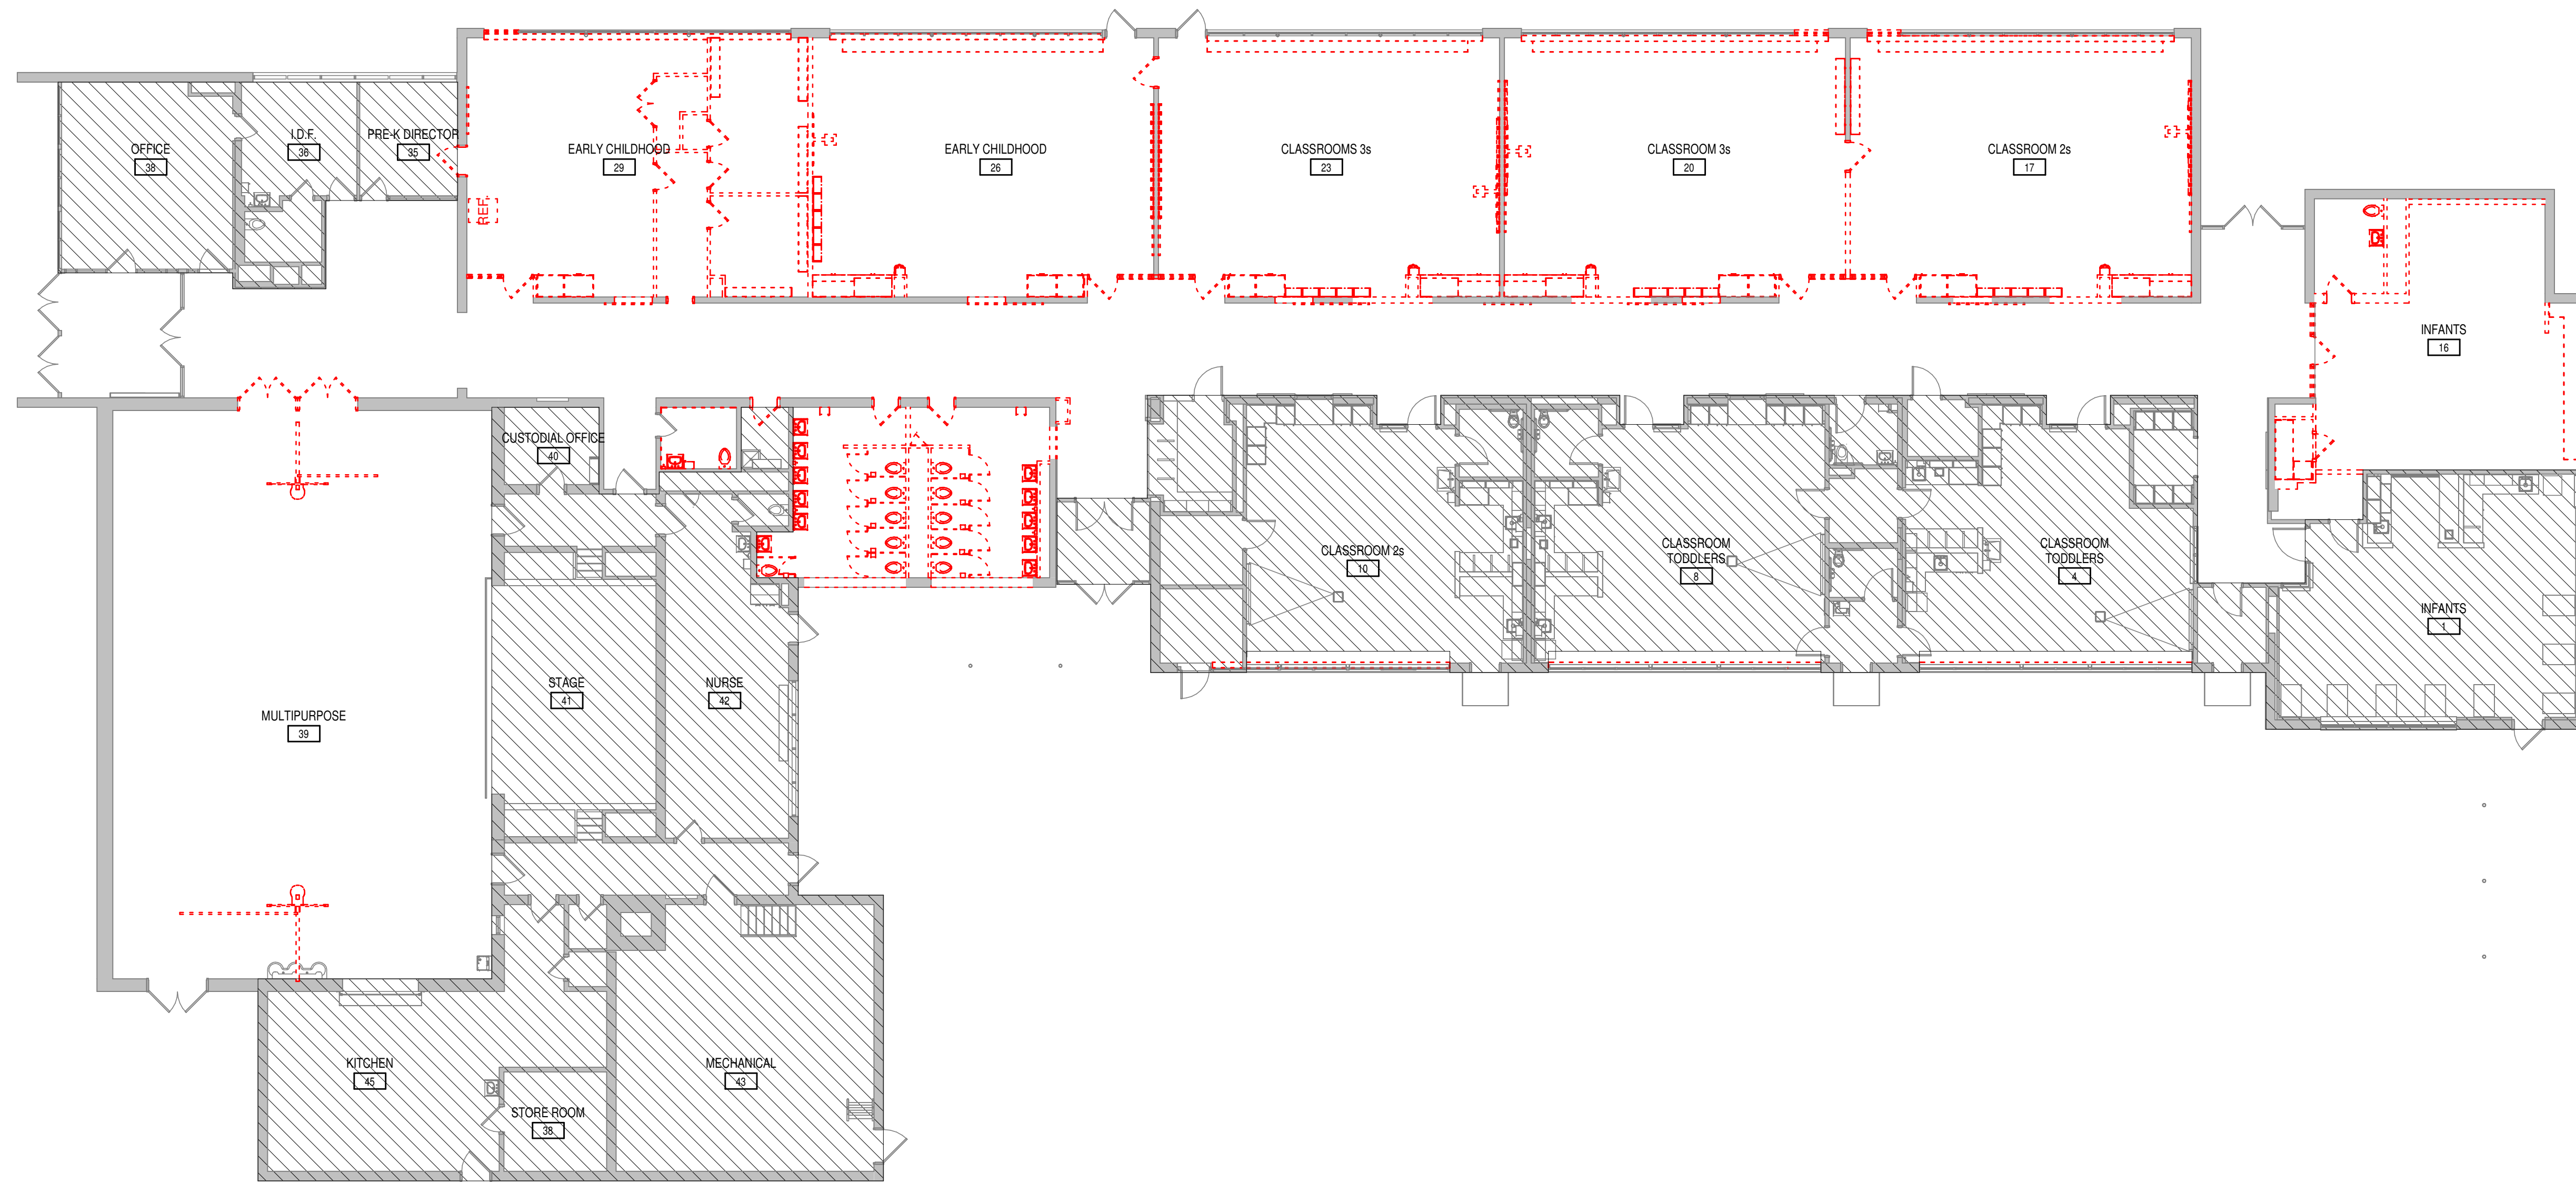 OFFICE
38
I.D.F.
36
PRE-K DIRECTOR
35
EARLY CHILDHOOD
29
EARLY CHILDHOOD
26
CLASSROOMS 3s
23
CLASSROOM 3s
20
CLASSROOM 2s
17
REF.
INFANTS
16
CUSTODIAL OFFICE
40
CLASSROOM 2s
10
CLASSROOM
TODDLERS
8
CLASSROOM
TODDLERS
4
INFANTS
1
MULTIPURPOSE
39
STAGE
41
NURSE
42
KITCHEN
45
STORE ROOM
38
MECHANICAL
43